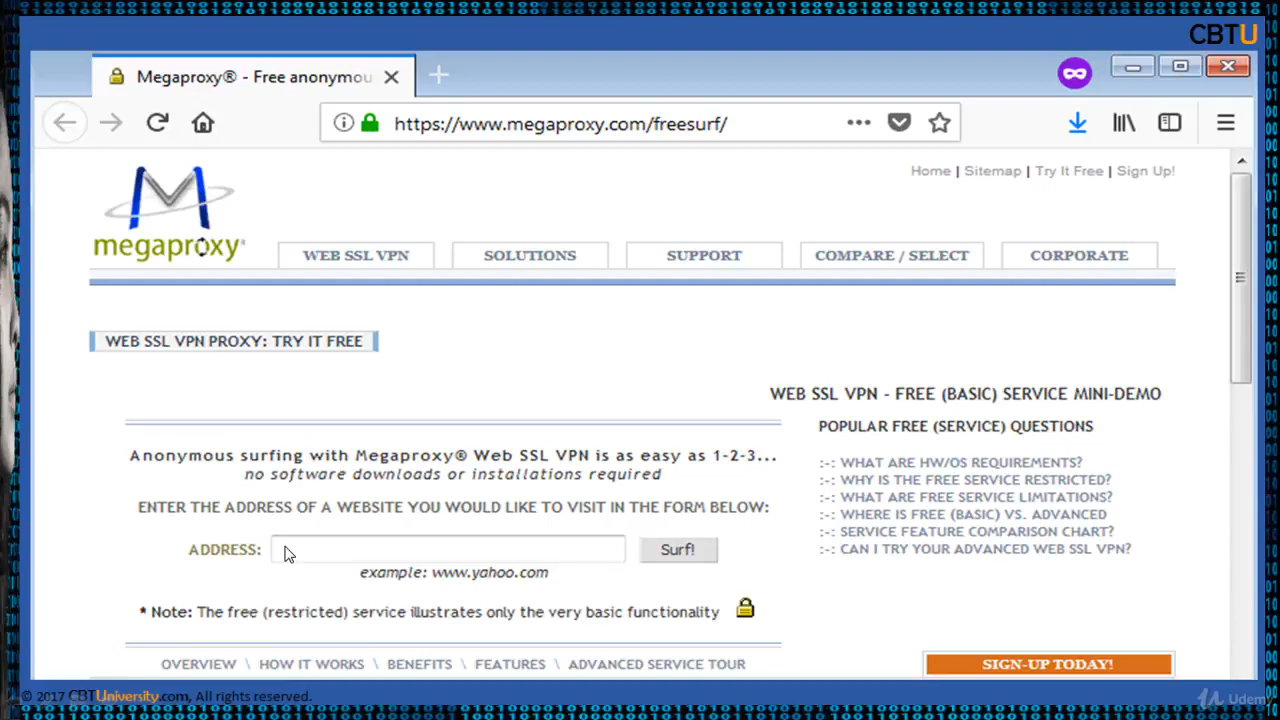 CBTU
Megaproxy® - Free anonymou
https://www.megaproxy.com/freesurf/
Home | Sitemap | Try It Free | Sign Up!
megaproxy®
WEB SSL VPN
SOLUTIONS
SUPPORT
COMPARE / SELECT
CORPORATE
WEB SSL VPN PROXY: TRY IT FREE
WEB SSL VPN - FREE (BASIC) SERVICE MINI-DEMO
Anonymous surfing with Megaproxy® Web SSL VPN is as easy as 1-2-3...
no software downloads or installations required
ENTER THE ADDRESS OF A WEBSITE YOU WOULD LIKE TO VISIT IN THE FORM BELOW:
ADDRESS:
Surf!
example: www.yahoo.com
* Note: The free (restricted) service illustrates only the very basic functionality
OVERVIEW \ HOW IT WORKS \ BENEFITS \ FEATURES \ ADVANCED SERVICE TOUR
POPULAR FREE (SERVICE) QUESTIONS
:-: WHAT ARE HW/OS REQUIREMENTS?
:-: WHY IS THE FREE SERVICE RESTRICTED?
:-: WHAT ARE FREE SERVICE LIMITATIONS?
:-: WHERE IS FREE (BASIC) VS. ADVANCED
:-: SERVICE FEATURE COMPARISON CHART?
:-: CAN I TRY YOUR ADVANCED WEB SSL VPN?
SIGN-UP TODAY!
© 2017 CBTUniversity.com, All rights reserved.
Udemy